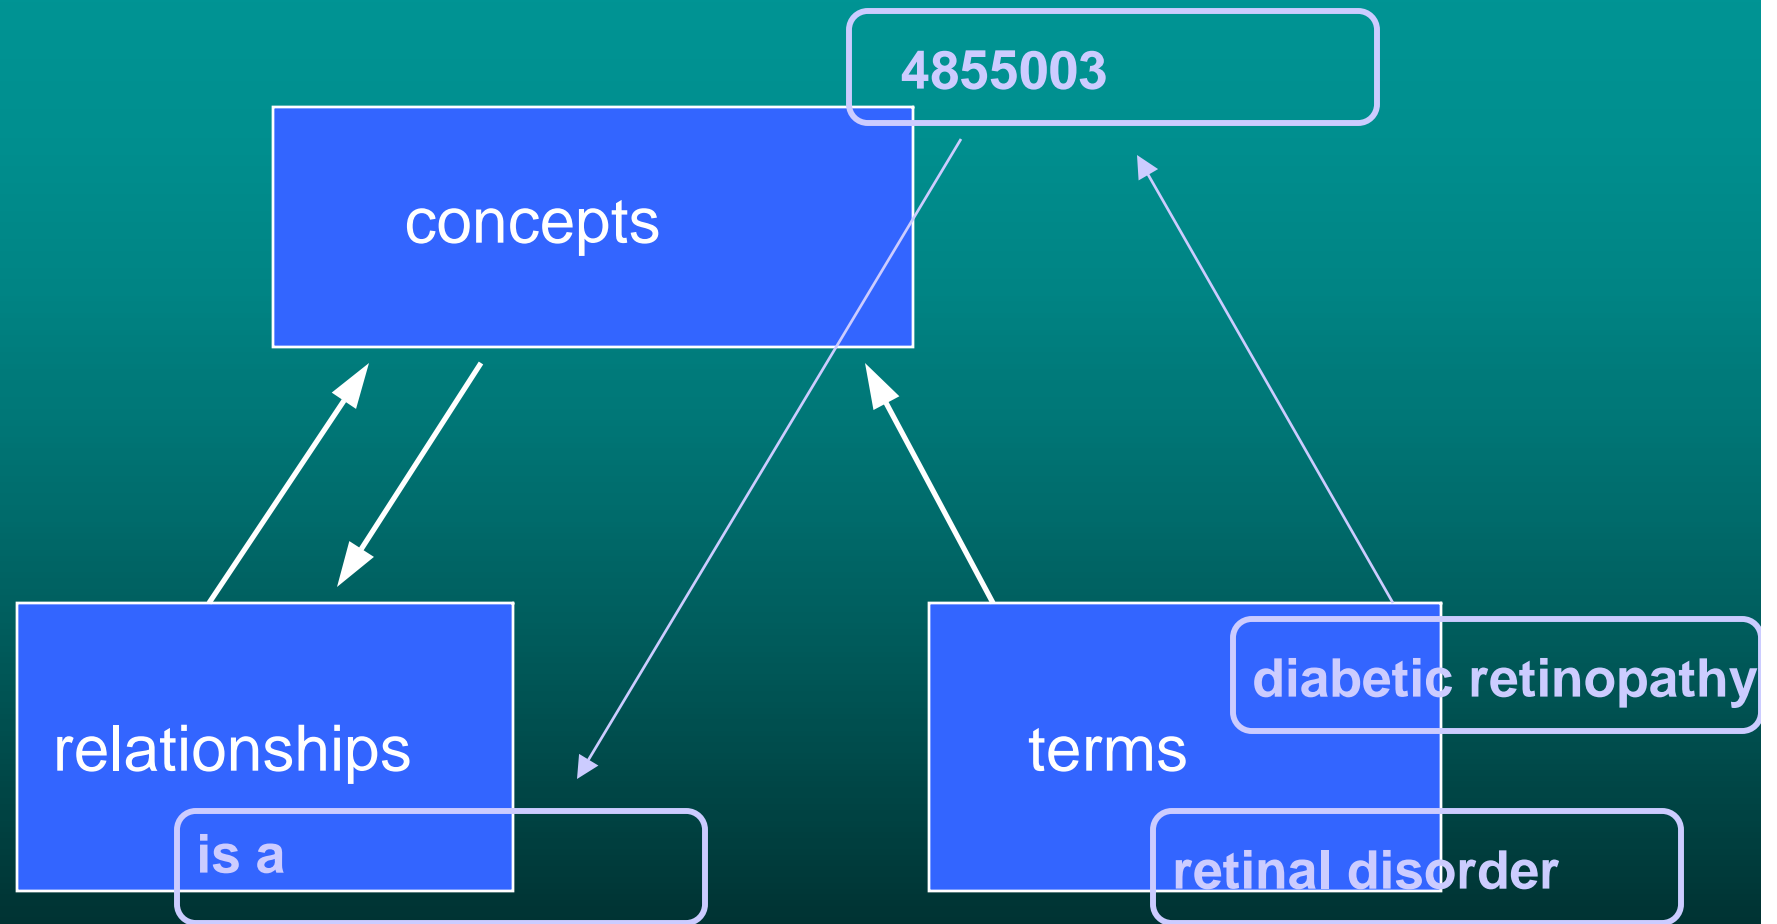 4855003
concepts
diabetic retinopathy
relationships
terms
is a
retinal disorder